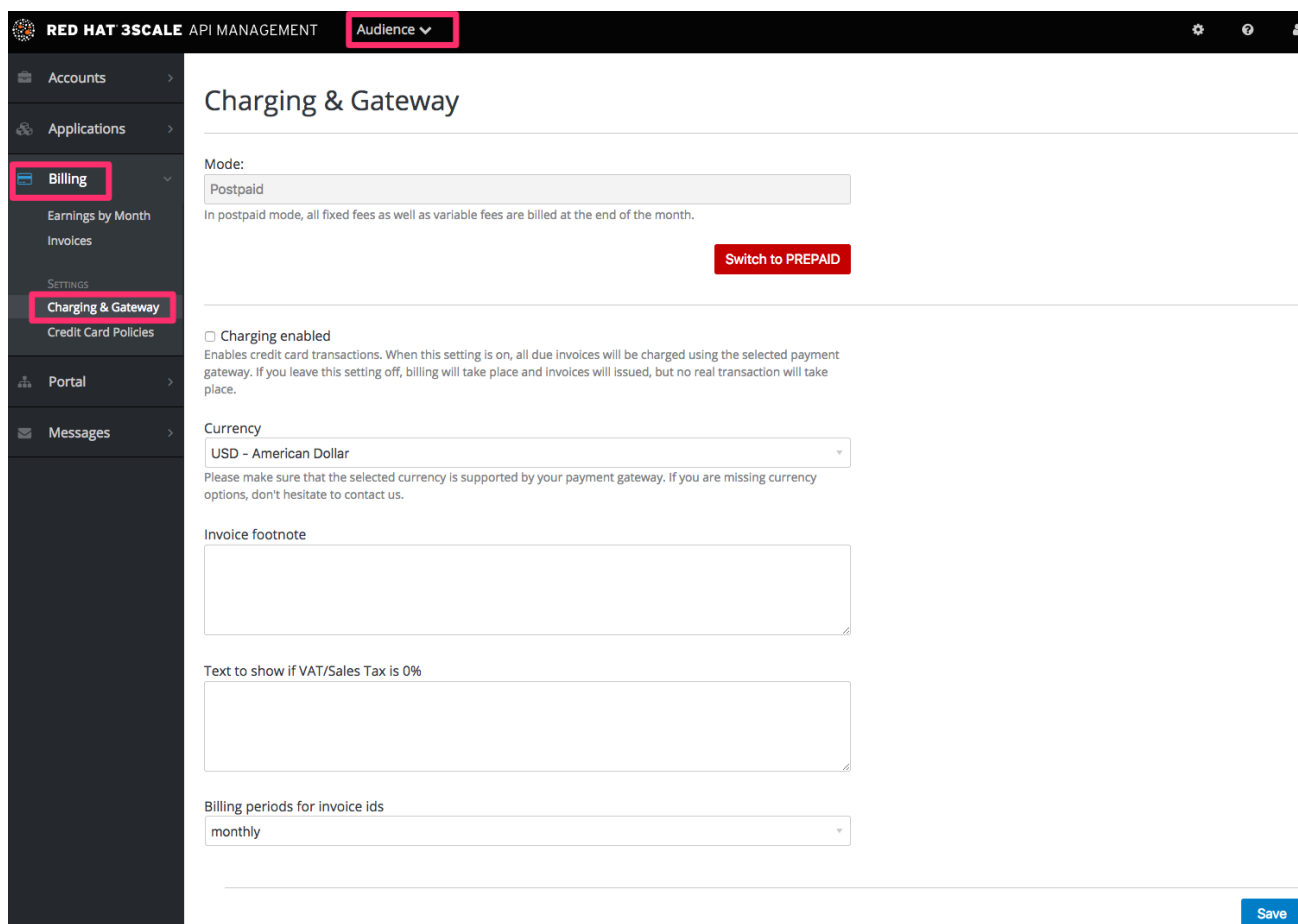 RED HAT 3SCALE API MANAGEMENT Audience
Accounts
Applications
Billing
Earnings by Month
Invoices
SETTINGS
Charging & Gateway
Credit Card Policies
Portal
Messages
Charging & Gateway
Mode:
Postpaid
In postpaid mode, all fixed fees as well as variable fees are billed at the end of the month.
Switch to PREPAID
Charging enabled
Enables credit card transactions. When this setting is on, all due invoices will be charged using the selected payment
gateway. If you leave this setting off, billing will take place and invoices will issued, but no real transaction will take
place.
Currency
USD - American Dollar
Please make sure that the selected currency is supported by your payment gateway. If you are missing currency
options, don't hesitate to contact us.
Invoice footnote
Text to show if VAT/Sales Tax is 0%
Billing periods for invoice ids
monthly
Save